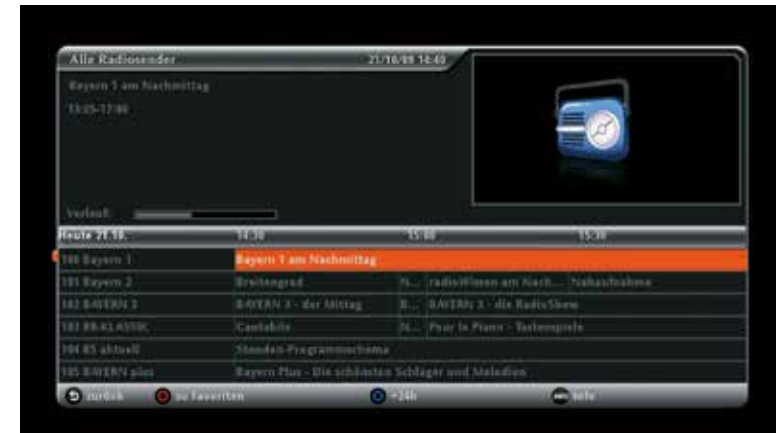 Alle Radiosender 21/10/09 14:40
Bayern 1 am Nachmittag
13:05-17:00
Verlauf:
Heute 21.10. 14:30 15:00 15:30
100 Bayern 1 Bayern 1 am Nachmittag
101 Bayern 2 Breitengrad N... radioWissen am Nach... Nahaufnahme
102 BAYERN 3 BAYERN 3 - der Mittag B... BAYERN 3 - die RadioShow
103 BR-KLASSIK Cantabile N... Pour le Piano - Tastenspiele
104 B5 aktuell Stunden-Programmschema
105 BAYERN plus Bayern Plus - Die schönsten Schlager und Melodien
zurück zu Favoriten +24h Info